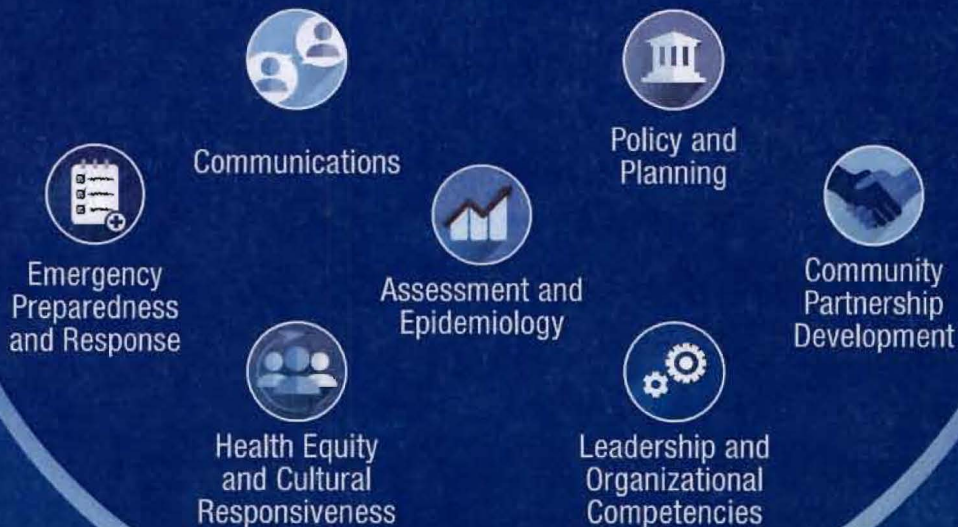 Communications
Policy and
Planning
Emergency
Preparedness
and Response
Assessment and
Epidemiology
Community
Partnership
Development
Health Equity
and Cultural
Responsiveness
Leadership and
Organizational
Competencies